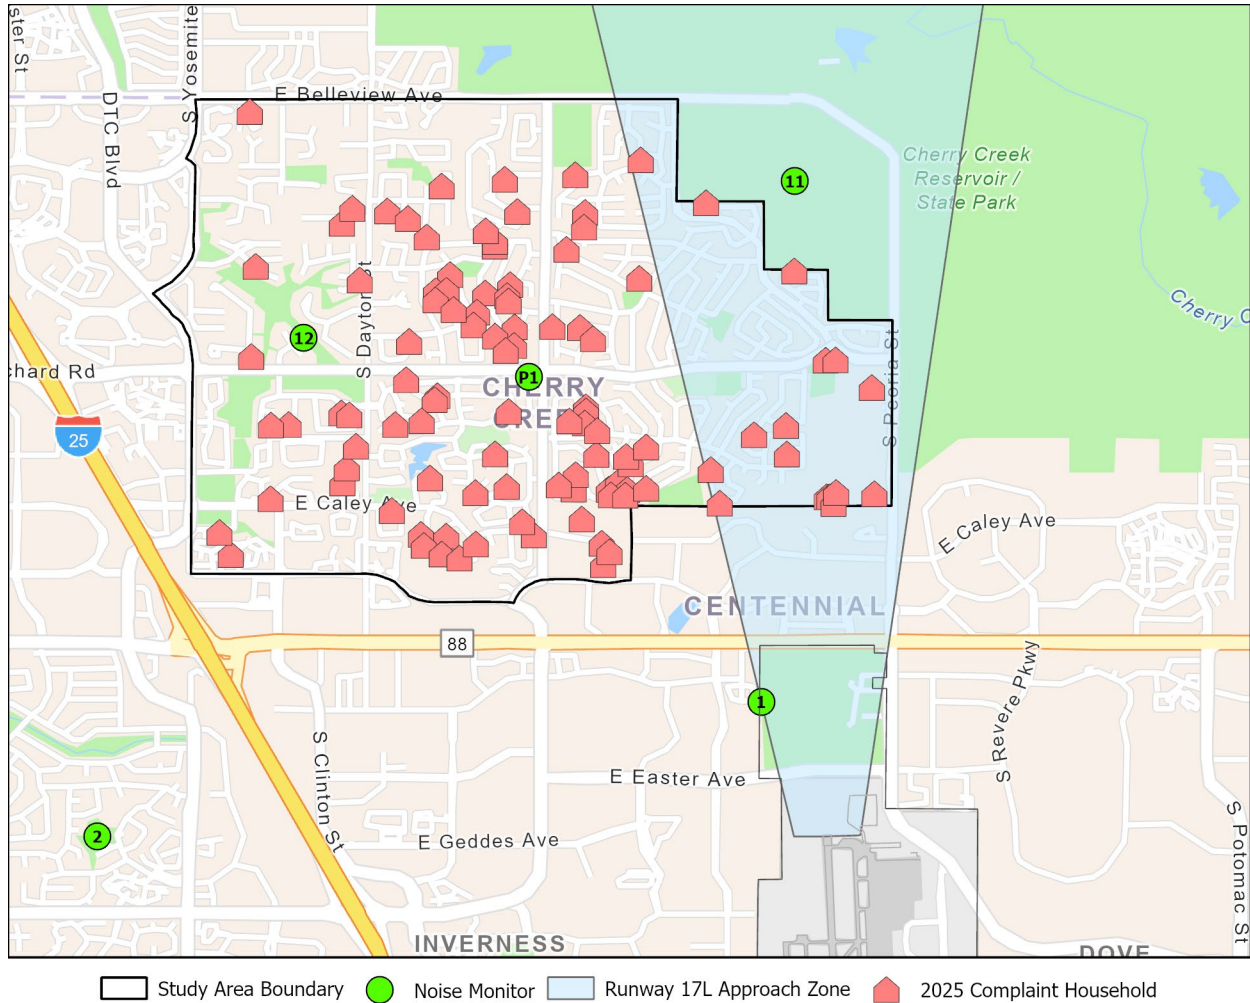 ster St
S Yosemite
DTC Blvd
E Belleview Ave
11
Cherry Creek
Reservoir /
State Park
Cherry C
S Dayton St
12
chard Rd
P1
CHERRY
CREE
S Peoria St
25
E Caley Ave
E Caley Ave
CENTENNIAL
88
1
S Revere Pkwy
S Clinton St
E Easter Ave
E Geddes Ave
2
S Potomac St
INVERNESS
DOVE
Study Area Boundary
Noise Monitor
Runway 17L Approach Zone
2025 Complaint Household